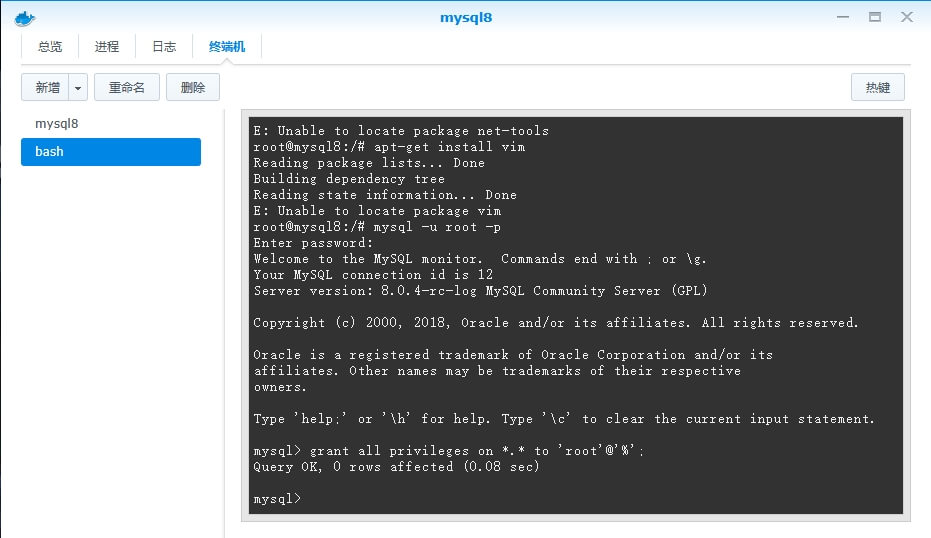 mysql8
总览 进程 日志 终端机
新增 重命名 删除 热键
mysql8
bash
E: Unable to locate package net-tools
root@mysql8:/# apt-get install vim
Reading package lists... Done
Building dependency tree
Reading state information... Done
E: Unable to locate package vim
root@mysql8:/# mysql -u root -p
Enter password:
Welcome to the MySQL monitor.  Commands end with ; or \g.
Your MySQL connection id is 12
Server version: 8.0.4-rc-log MySQL Community Server (GPL)
Copyright (c) 2000, 2018, Oracle and/or its affiliates. All rights reserved.
Oracle is a registered trademark of Oracle Corporation and/or its
affiliates. Other names may be trademarks of their respective
owners.
Type 'help;' or '\h' for help. Type '\c' to clear the current input statement.
mysql> grant all privileges on *.* to 'root'@'%';
Query OK, 0 rows affected (0.08 sec)
mysql>